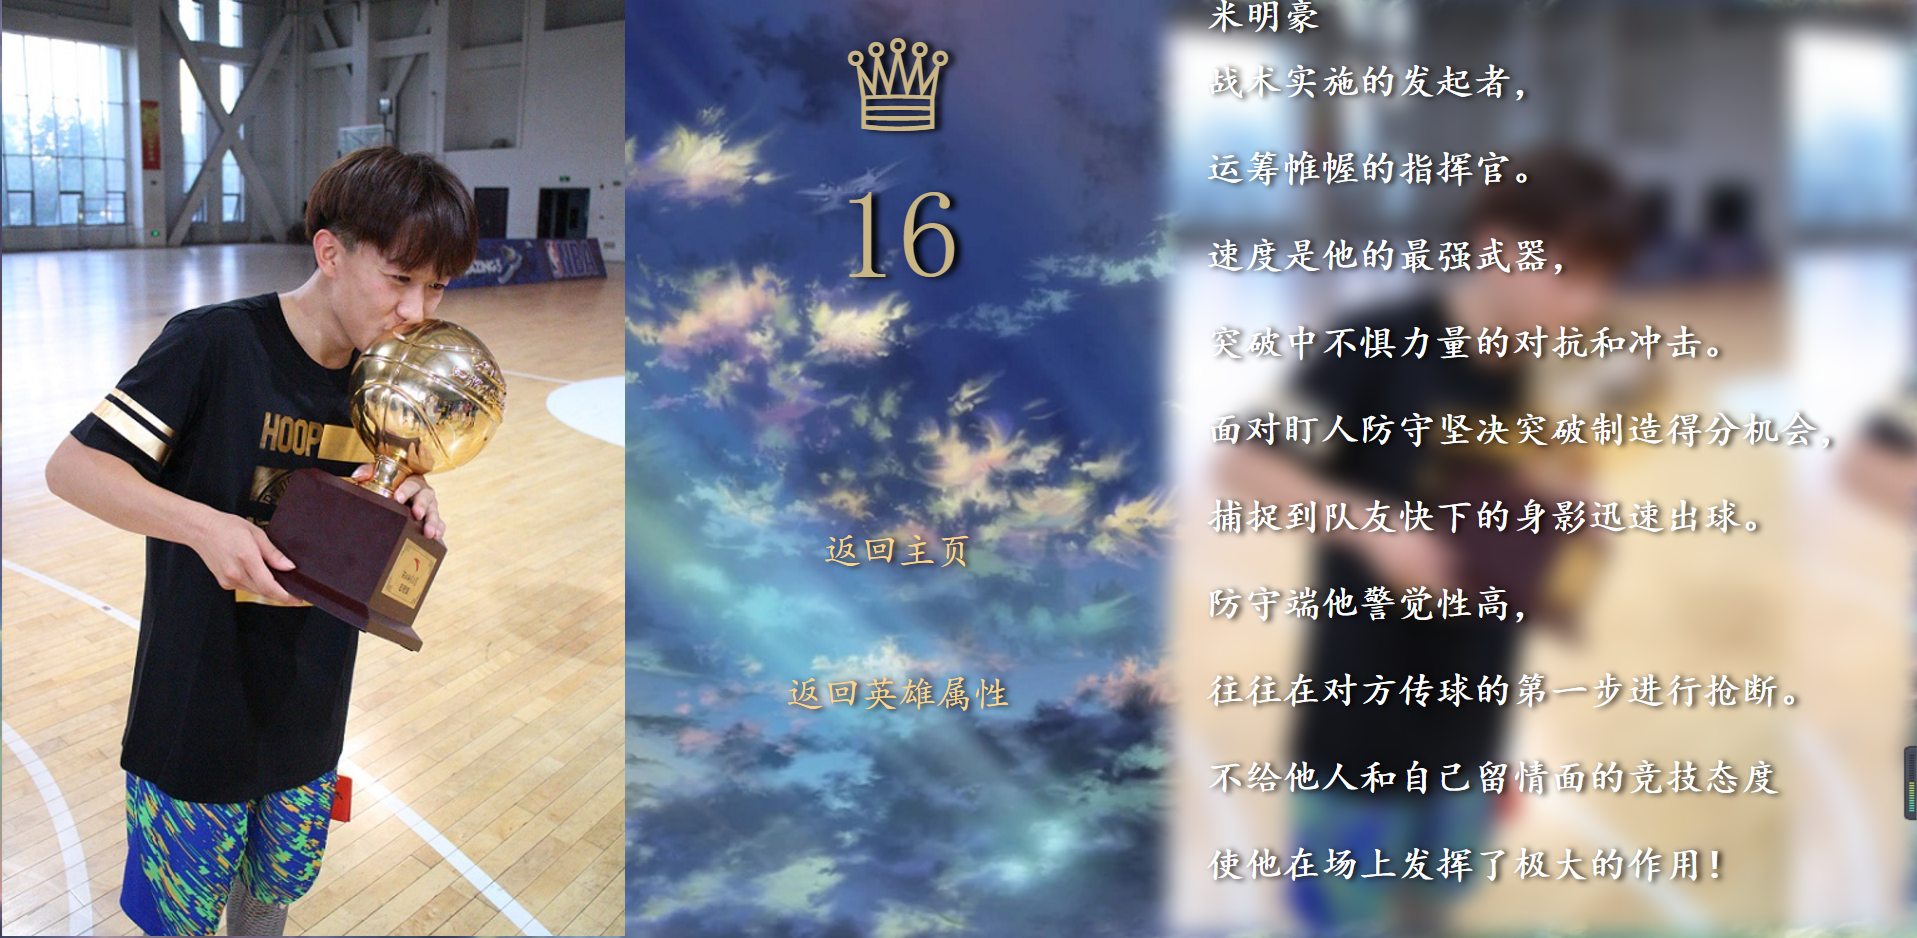 HOOP
NBA
16
返回主页
返回英雄属性
米明豪
战术实施的发起者，
运筹帷幄的指挥官。
速度是他的最强武器，
突破中不惧力量的对抗和冲击。
面对盯人防守坚决突破制造得分机会，
捕捉到队友快下的身影迅速出球。
防守端他警觉性高，
往往在对方传球的第一步进行抢断。
不给他人和自己留情面的竞技态度
使他在场上发挥了极大的作用！